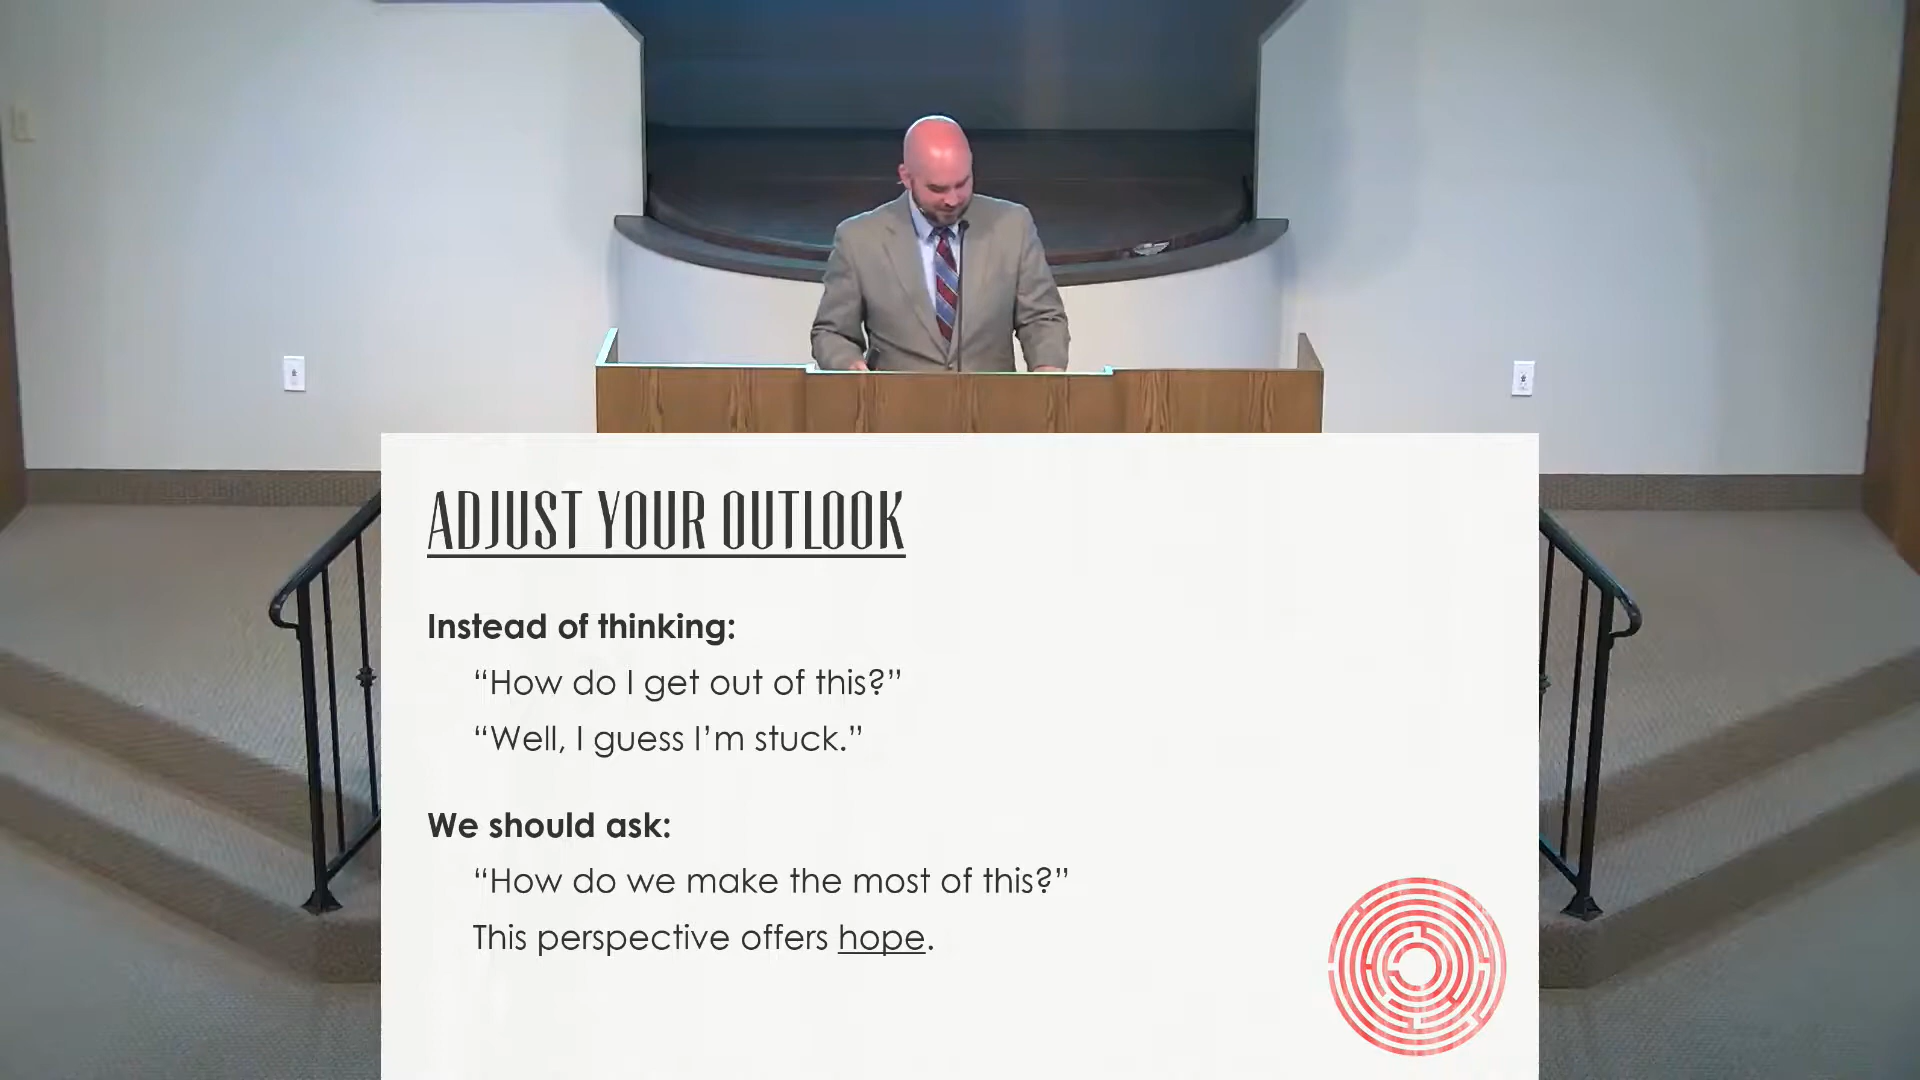 ADJUST YOUR OUTLOOK
Instead of thinking:
“How do I get out of this?”
“Well, I guess I’m stuck.”
We should ask:
“How do we make the most of this?”
This perspective offers hope.